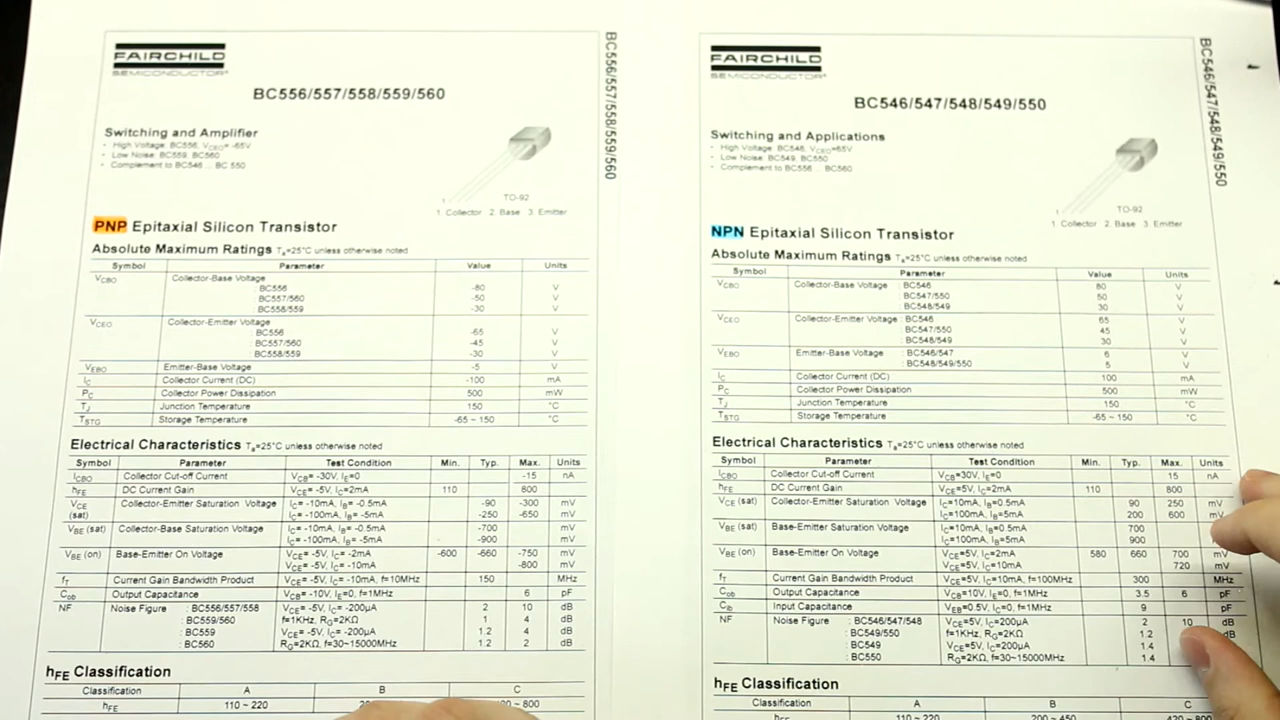 FAIRCHILD
SEMICONDUCTOR®
BC556/557/558/559/560
BC556/557/558/559/560
Switching and Amplifier
• High Voltage: BC556, VCEO= -65V
• Low Noise: BC559, BC560
• Complement to BC546 ... BC 550
1
TO-92
1. Collector 2. Base 3. Emitter
PNP Epitaxial Silicon Transistor
Absolute Maximum Ratings Ta=25°C unless otherwise noted
Symbol Parameter Value Units
VCBO Collector-Base Voltage
: BC556 -80 V
: BC557/560 -50 V
: BC558/559 -30 V
VCEO Collector-Emitter Voltage
: BC556 -65 V
: BC557/560 -45 V
: BC558/559 -30 V
VEBO Emitter-Base Voltage -5 V
IC Collector Current (DC) -100 mA
PC Collector Power Dissipation 500 mW
TJ Junction Temperature 150 °C
TSTG Storage Temperature -65 ~ 150 °C
Electrical Characteristics Ta=25°C unless otherwise noted
Symbol Parameter Test Condition Min. Typ. Max. Units
ICBO Collector Cut-off Current VCB= -30V, IE=0 -15 nA
hFE DC Current Gain VCE= -5V, IC=2mA 110 800
VCE (sat) Collector-Emitter Saturation Voltage IC= -10mA, IB= -0.5mA -90 -300 mV
IC= -100mA, IB= -5mA -250 -650 mV
VBE (sat) Collector-Base Saturation Voltage IC= -10mA, IB= -0.5mA -700 mV
IC= -100mA, IB= -5mA -900 mV
VBE (on) Base-Emitter On Voltage VCE= -5V, IC= -2mA -600 -660 -750 mV
VCE= -5V, IC= -10mA -800 mV
fT Current Gain Bandwidth Product VCE= -5V, IC= -10mA, f=10MHz 150 MHz
Cob Output Capacitance VCB= -10V, IE=0, f=1MHz 6 pF
NF Noise Figure : BC556/557/558 VCE= -5V, IC= -200µA 2 10 dB
: BC559/560 f=1KHz, RG=2KΩ 1 4 dB
: BC559 VCE= -5V, IC= -200µA 1.2 4 dB
: BC560 RG=2KΩ, f=30~15000MHz 1.2 2 dB
hFE Classification
Classification A B C
hFE 110 ~ 220
~ 800
FAIRCHILD
SEMICONDUCTOR®
BC546/547/548/549/550
BC546/547/548/549/550
Switching and Applications
• High Voltage: BC546, VCEO=65V
• Low Noise: BC549, BC550
• Complement to BC556 ... BC560
1
TO-92
1. Collector 2. Base 3. Emitter
NPN Epitaxial Silicon Transistor
Absolute Maximum Ratings Ta=25°C unless otherwise noted
Symbol Parameter Value Units
VCBO Collector-Base Voltage : BC546 80 V
: BC547/550 50 V
: BC548/549 30 V
VCEO Collector-Emitter Voltage : BC546 65 V
: BC547/550 45 V
: BC548/549 30 V
VEBO Emitter-Base Voltage : BC546/547 6 V
: BC548/549/550 5 V
IC Collector Current (DC) 100 mA
PC Collector Power Dissipation 500 mW
TJ Junction Temperature 150 °C
TSTG Storage Temperature -65 ~ 150 °C
Electrical Characteristics Ta=25°C unless otherwise noted
Symbol Parameter Test Condition Min. Typ. Max. Units
ICBO Collector Cut-off Current VCB=30V, IE=0 15 nA
hFE DC Current Gain VCE=5V, IC=2mA 110 800
VCE (sat) Collector-Emitter Saturation Voltage IC=10mA, IB=0.5mA 90 250 mV
IC=100mA, IB=5mA 200 600 mV
VBE (sat) Base-Emitter Saturation Voltage IC=10mA, IB=0.5mA 700
IC=100mA, IB=5mA 900
VBE (on) Base-Emitter On Voltage VCE=5V, IC=2mA 580 660 700 mV
VCE=5V, IC=10mA 720 mV
fT Current Gain Bandwidth Product VCE=5V, IC=10mA, f=100MHz 300 MHz
Cob Output Capacitance VCB=10V, IE=0, f=1MHz 3.5 6 pF
Cib Input Capacitance VEB=0.5V, IC=0, f=1MHz 9 pF
NF Noise Figure : BC546/547/548 VCE=5V, IC=200µA 2 10 dB
: BC549/550 f=1KHz, RG=2KΩ 1.2 dB
: BC549 VCE=5V, IC=200µA 1.4
: BC550 RG=2KΩ, f=30~15000MHz 1.4
hFE Classification
Classification A B C
hFE 110 ~ 220 200 ~ 450 420 ~ 800